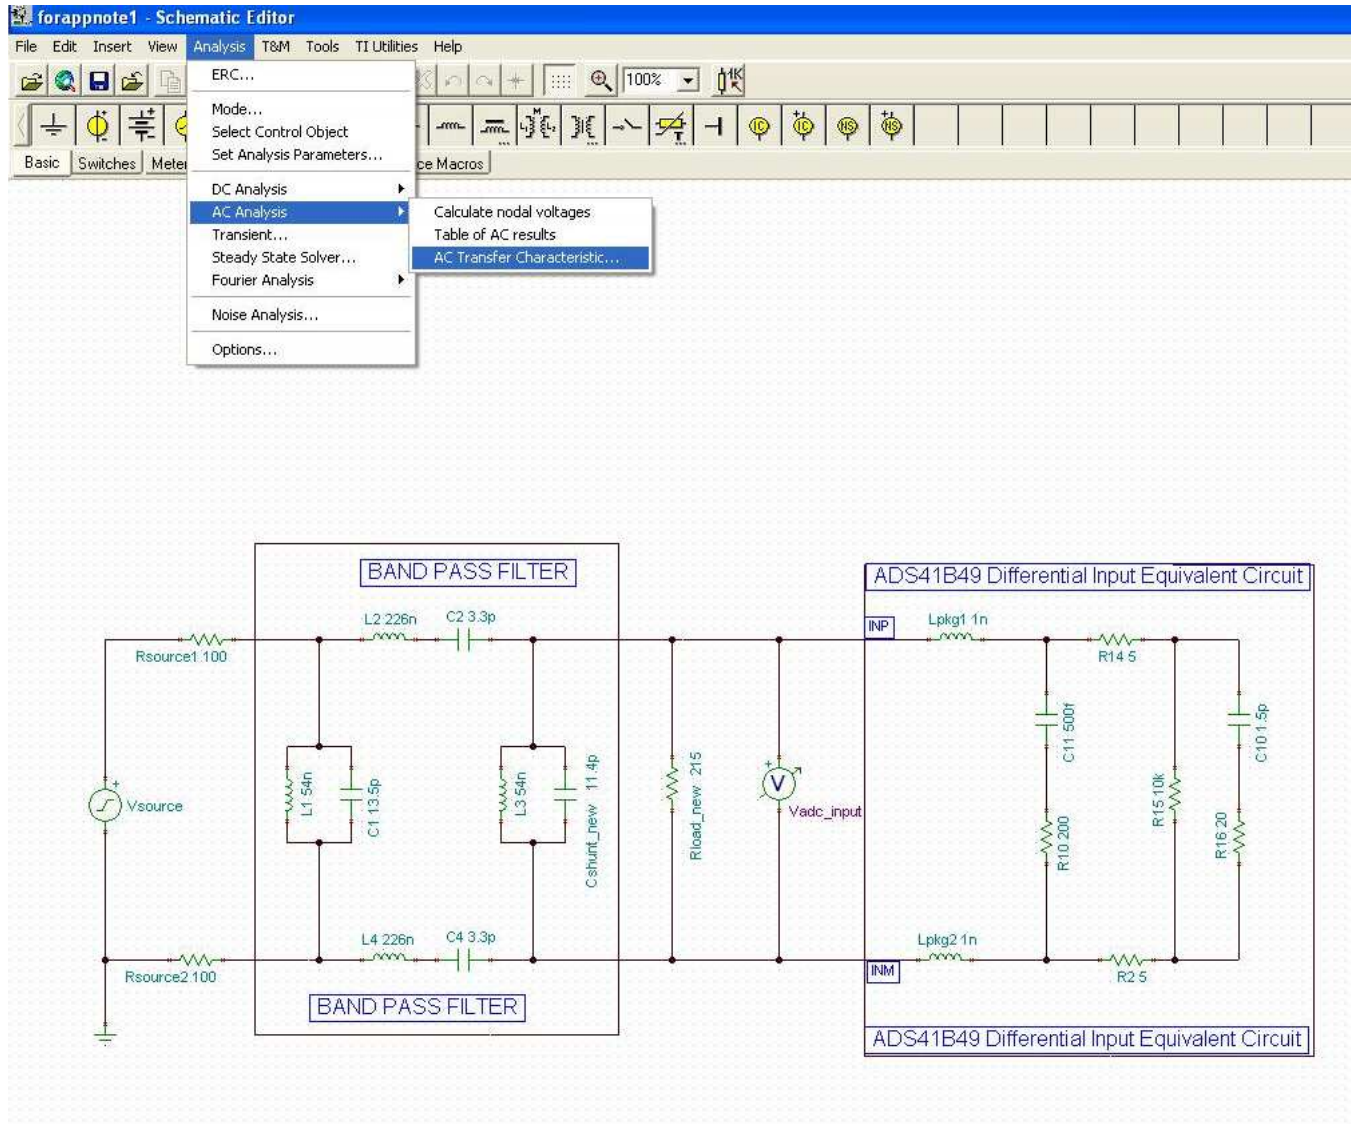 forappnote1 - Schematic Editor
File Edit Insert View Analysis T&M Tools TI Utilities Help
ERC...
100%
1K
Mode...
Select Control Object
Set Analysis Parameters...
Basic Switches Meter ce Macros
DC Analysis
AC Analysis
Calculate nodal voltages
Transient...
Table of AC results
Steady State Solver...
AC Transfer Characteristic...
Fourier Analysis
Noise Analysis...
Options...
BAND PASS FILTER
ADS41B49 Differential Input Equivalent Circuit
L2 226n
C2 3.3p
INP
Lpkg1 1n
Rsource1 100
R14 5
C11 500f
C10 1.5p
L1 54n
C1 13.5p
L3 54n
Cshunt_new 11.4p
Rload_new 215
V
Vadc_input
Vsource
R10 200
R15 10k
R16 20
L4 226n
C4 3.3p
Lpkg2 1n
Rsource2 100
INM
R2 5
BAND PASS FILTER
ADS41B49 Differential Input Equivalent Circuit